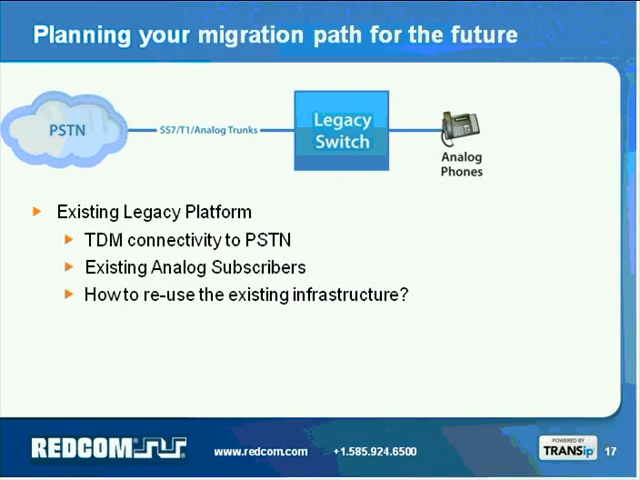 Planning your migration path for the future
PSTN
SS7/T1/Analog Trunks
Legacy
Switch
Analog
Phones
Existing Legacy Platform
TDM connectivity to PSTN
Existing Analog Subscribers
How to re-use the existing infrastructure?
REDCOM
www.redcom.com
+1.585.924.6500
POWERED BY
TRANSip
17